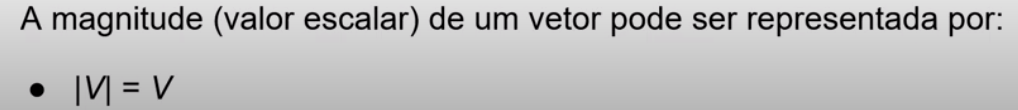 A magnitude (valor escalar) de um vetor pode ser representada por:
● |V| = V